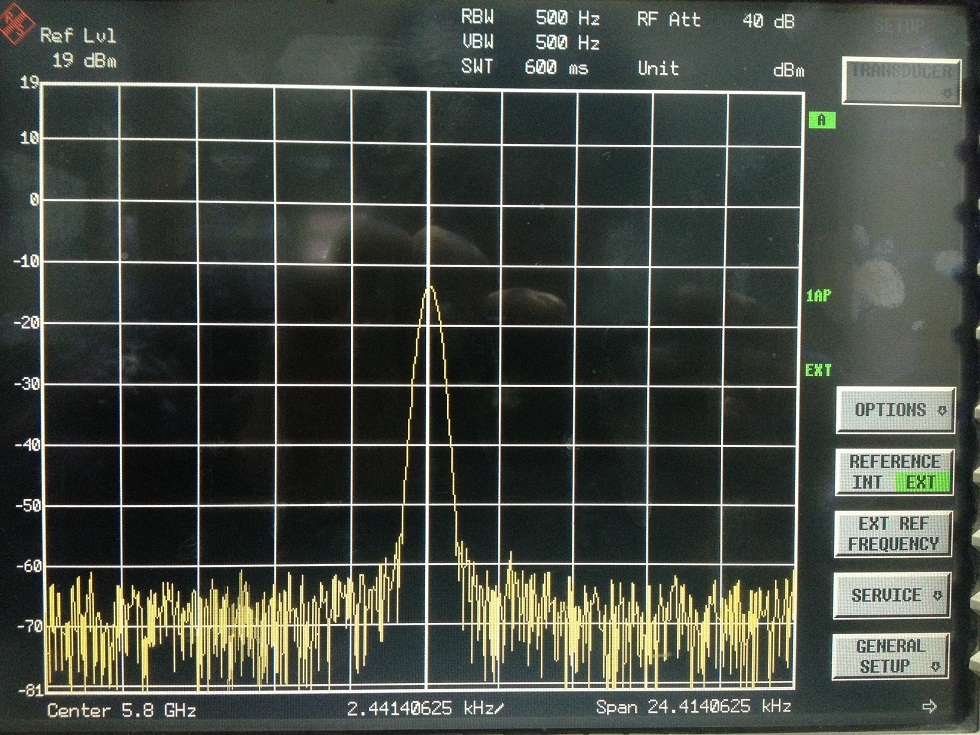 RBW 500 Hz RF Att 40 dB SETUP
Ref Lvl VBW 500 Hz
19 dBm SWT 600 ms Unit dBm
TRANSDUCER
19
A
10
0
-10
1AP
-20
EXT
-30
OPTIONS
-40
REFERENCE
INT EXT
-50
EXT REF
FREQUENCY
-60
SERVICE
-70
GENERAL
SETUP
-81
Center 5.8 GHz 2.44140625 kHz/ Span 24.4140625 kHz